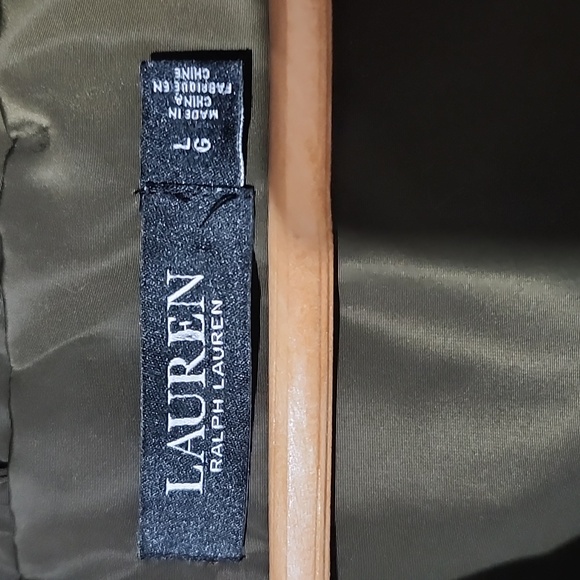 LAUREN
RALPH LAUREN
L G
MADE IN
CHINA
FABRIQUE EN
CHINE